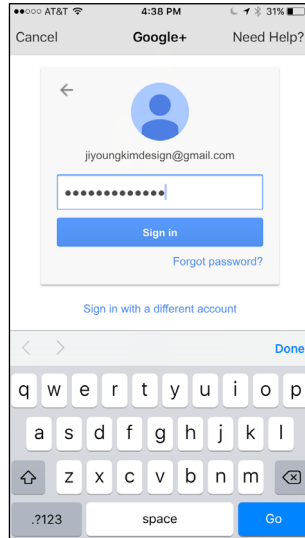 AT&T 4:38 PM 31%
Cancel Google+ Need Help?
jiyoungkimdesign@gmail.com
●●●●●●●●●●●●●
Sign in
Forgot password?
Sign in with a different account
Done
q w e r t y u i o p
a s d f g h j k l
z x c v b n m
.?123 space Go